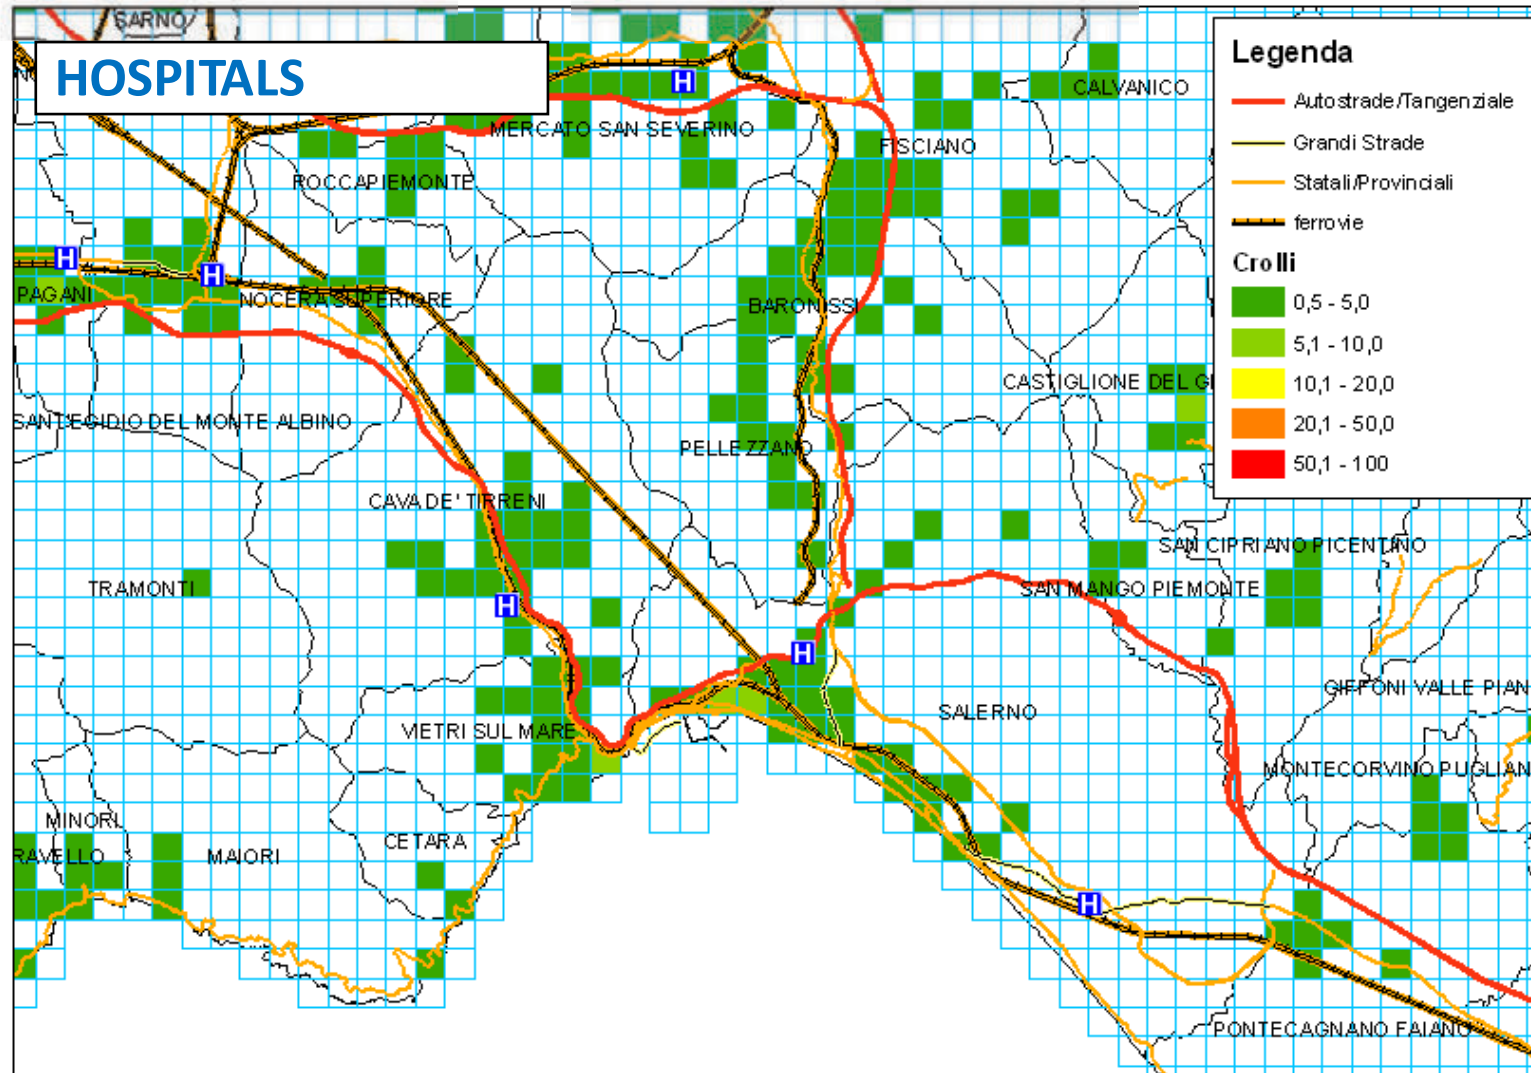 SARNO
HOSPITALS
H
CALVANICO
MERCATO SAN SEVERINO
FISCIANO
ROCCAPIEMONTE
H
H
PAGANI
NOCERA SUPERIORE
BARONISSI
CASTIGLIONE DEL GI
SANT'EGIDIO DEL MONTE ALBINO
PELLEZZANO
CAVA DE' TIRRENI
SAN CIPRIANO PICENTINO
TRAMONTI
SAN MANGO PIEMONTE
H
H
GIFFONI VALLE PIAN
SALERNO
VIETRI SUL MARE
MONTECORVINO PUGLIAN
MINORI
CETARA
RAVELLO
MAIORI
H
PONTECAGNANO FAIANO
Legenda
Autostrade/Tangenziale
Grandi Strade
Statali/Provinciali
ferrovie
Crolli
0,5 - 5,0
5,1 - 10,0
10,1 - 20,0
20,1 - 50,0
50,1 - 100